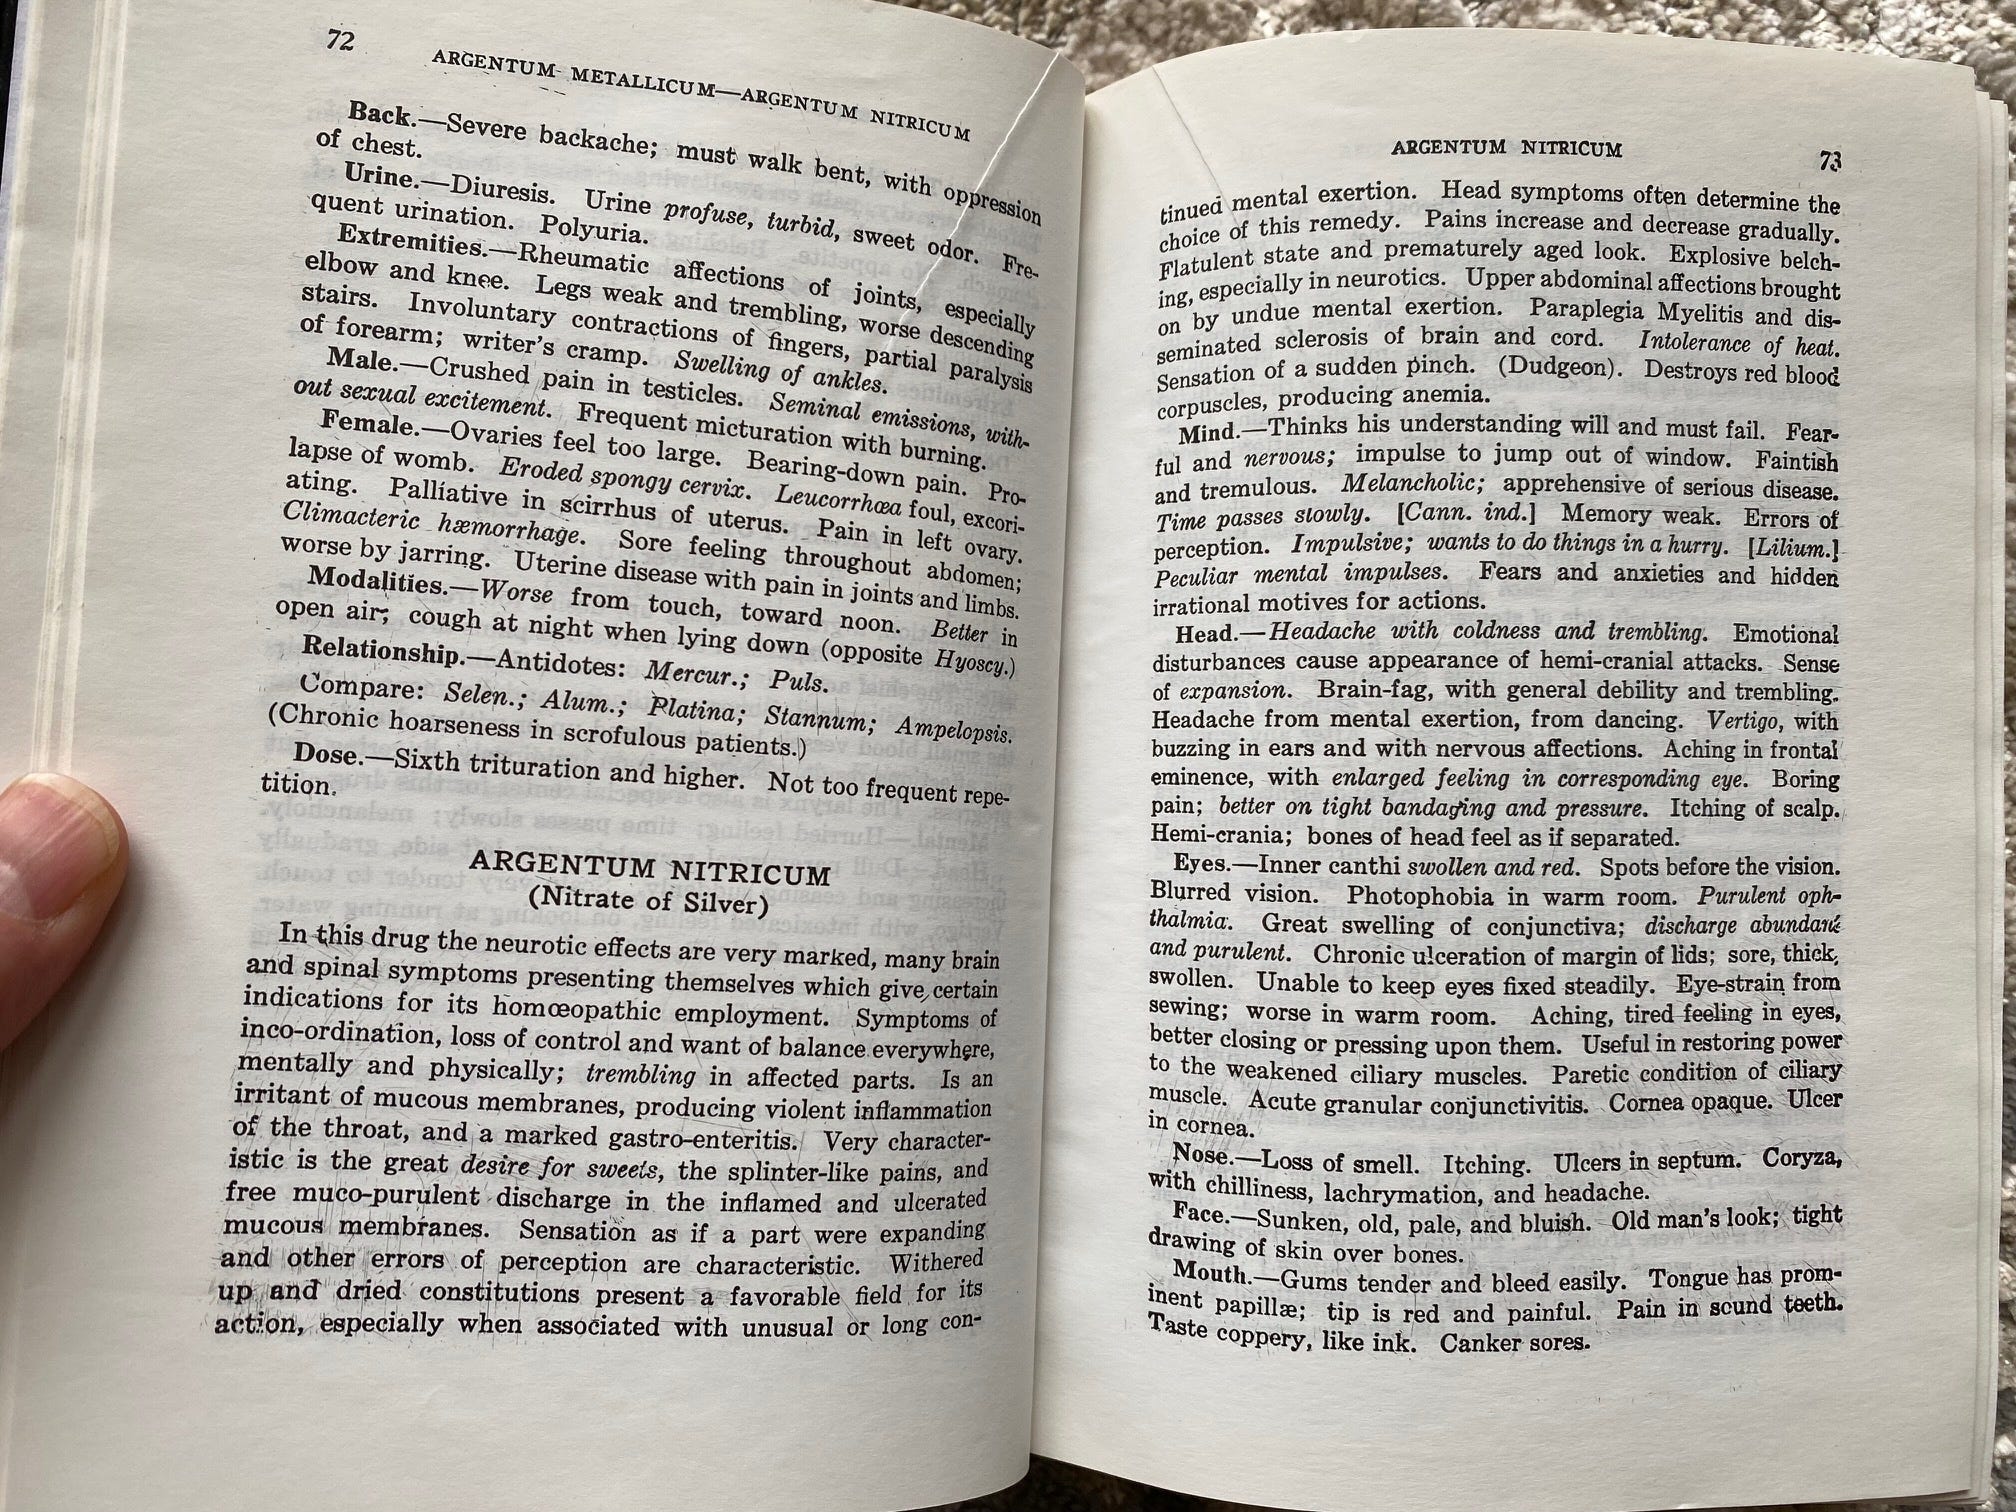 72
ARGENTUM METALLICUM—ARGENTUM NITRICUM
Back.—Severe backache; must walk bent, with oppression
of chest.
Urine.—Diuresis. Urine profuse, turbid, sweet odor. Fre-
quent urination. Polyuria.
Extremities.—Rheumatic affections of joints, especially
elbow and knee. Legs weak and trembling, worse descending
stairs. Involuntary contractions of fingers, partial paralysis
of forearm; writer's cramp. Swelling of ankles.
Male.—Crushed pain in testicles. Seminal emissions, with-
out sexual excitement. Frequent micturation with burning.
Female.—Ovaries feel too large. Bearing-down pain. Pro-
lapse of womb. Eroded spongy cervix. Leucorrhœa foul, excori-
ating. Palliative in scirrhus of uterus. Pain in left ovary.
Climacteric hæmorrhage. Sore feeling throughout abdomen;
worse by jarring. Uterine disease with pain in joints and limbs.
Modalities.—Worse from touch, toward noon. Better in
open air; cough at night when lying down (opposite Hyoscy.)
Relationship.—Antidotes: Mercur.; Puls.
Compare: Selen.; Alum.; Platina; Stannum; Ampelopsis.
(Chronic hoarseness in scrofulous patients.)
Dose.—Sixth trituration and higher. Not too frequent repe-
tition.
ARGENTUM NITRICUM
(Nitrate of Silver)
In this drug the neurotic effects are very marked, many brain
and spinal symptoms presenting themselves which give certain
indications for its homœopathic employment. Symptoms of
inco-ordination, loss of control and want of balance everywhere,
mentally and physically; trembling in affected parts. Is an
irritant of mucous membranes, producing violent inflammation
of the throat, and a marked gastro-enteritis. Very character-
istic is the great desire for sweets, the splinter-like pains, and
free muco-purulent discharge in the inflamed and ulcerated
mucous membranes. Sensation as if a part were expanding
and other errors of perception are characteristic. Withered
up and dried constitutions present a favorable field for its
action, especially when associated with unusual or long con-
ARGENTUM NITRICUM
73
tinued mental exertion. Head symptoms often determine the
choice of this remedy. Pains increase and decrease gradually.
Flatulent state and prematurely aged look. Explosive belch-
ing, especially in neurotics. Upper abdominal affections brought
on by undue mental exertion. Paraplegia Myelitis and dis-
seminated sclerosis of brain and cord. Intolerance of heat.
Sensation of a sudden pinch. (Dudgeon). Destroys red blood
corpuscles, producing anemia.
Mind.—Thinks his understanding will and must fail. Fear-
ful and nervous; impulse to jump out of window. Faintish
and tremulous. Melancholic; apprehensive of serious disease.
Time passes slowly. [Cann. ind.] Memory weak. Errors of
perception. Impulsive; wants to do things in a hurry. [Lilium.]
Peculiar mental impulses. Fears and anxieties and hidden
irrational motives for actions.
Head.—Headache with coldness and trembling. Emotional
disturbances cause appearance of hemi-cranial attacks. Sense
of expansion. Brain-fag, with general debility and trembling.
Headache from mental exertion, from dancing. Vertigo, with
buzzing in ears and with nervous affections. Aching in frontal
eminence, with enlarged feeling in corresponding eye. Boring
pain; better on tight bandaging and pressure. Itching of scalp.
Hemi-crania; bones of head feel as if separated.
Eyes.—Inner canthi swollen and red. Spots before the vision.
Blurred vision. Photophobia in warm room. Purulent oph-
thalmia. Great swelling of conjunctiva; discharge abundant
and purulent. Chronic ulceration of margin of lids; sore, thick,
swollen. Unable to keep eyes fixed steadily. Eye-strain from
sewing; worse in warm room. Aching, tired feeling in eyes,
better closing or pressing upon them. Useful in restoring power
to the weakened ciliary muscles. Paretic condition of ciliary
muscle. Acute granular conjunctivitis. Cornea opaque. Ulcer
in cornea.
Nose.—Loss of smell. Itching. Ulcers in septum. Coryza,
with chilliness, lachrymation, and headache.
Face.—Sunken, old, pale, and bluish. Old man's look; tight
drawing of skin over bones.
Mouth.—Gums tender and bleed easily. Tongue has prom-
inent papillæ; tip is red and painful. Pain in sound teeth.
Taste coppery, like ink. Canker sores.